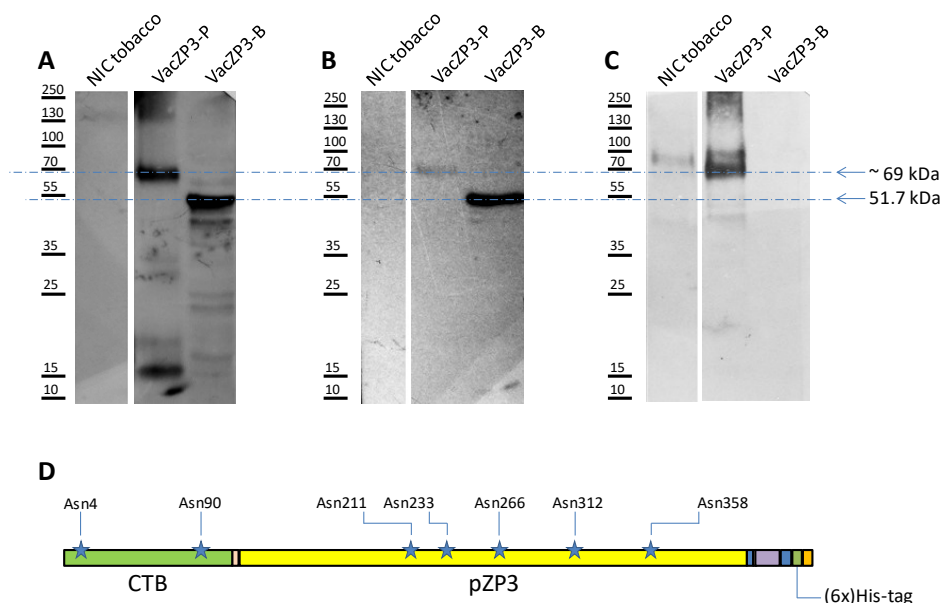 A
NIC tobacco
VacZP3-P
VacZP3-B
250
130
100
70
55
35
25
15
10
B
NIC tobacco
VacZP3-P
VacZP3-B
250
130
100
70
55
35
25
15
10
C
NIC tobacco
VacZP3-P
VacZP3-B
250
130
100
70
55
35
25
15
10
~ 69 kDa
51.7 kDa
D
Asn4
Asn90
Asn211
Asn233
Asn266
Asn312
Asn358
CTB
pZP3
(6x)His-tag